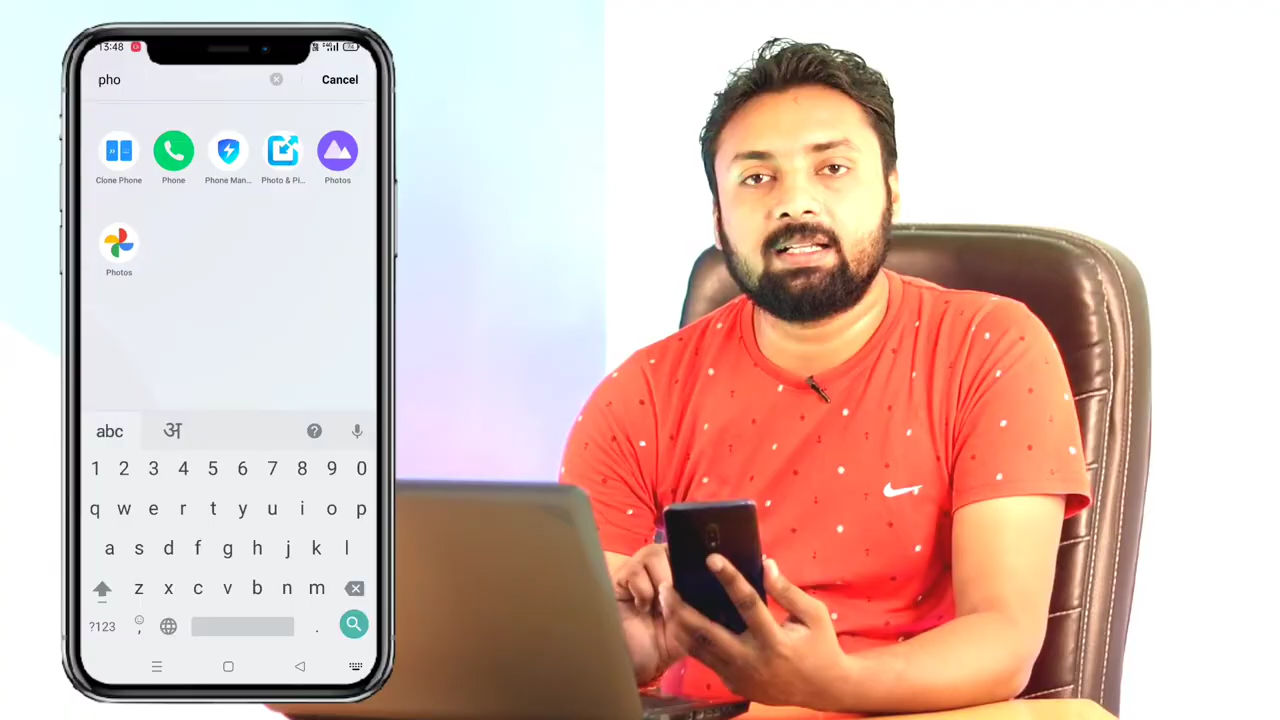 13:48
pho
Cancel
Clone Phone
Phone
Phone Man...
Photo & Pi...
Photos
Photos
abc
अ
1 2 3 4 5 6 7 8 9 0
q w e r t y u i o p
a s d f g h j k l
z x c v b n m
?123 , .